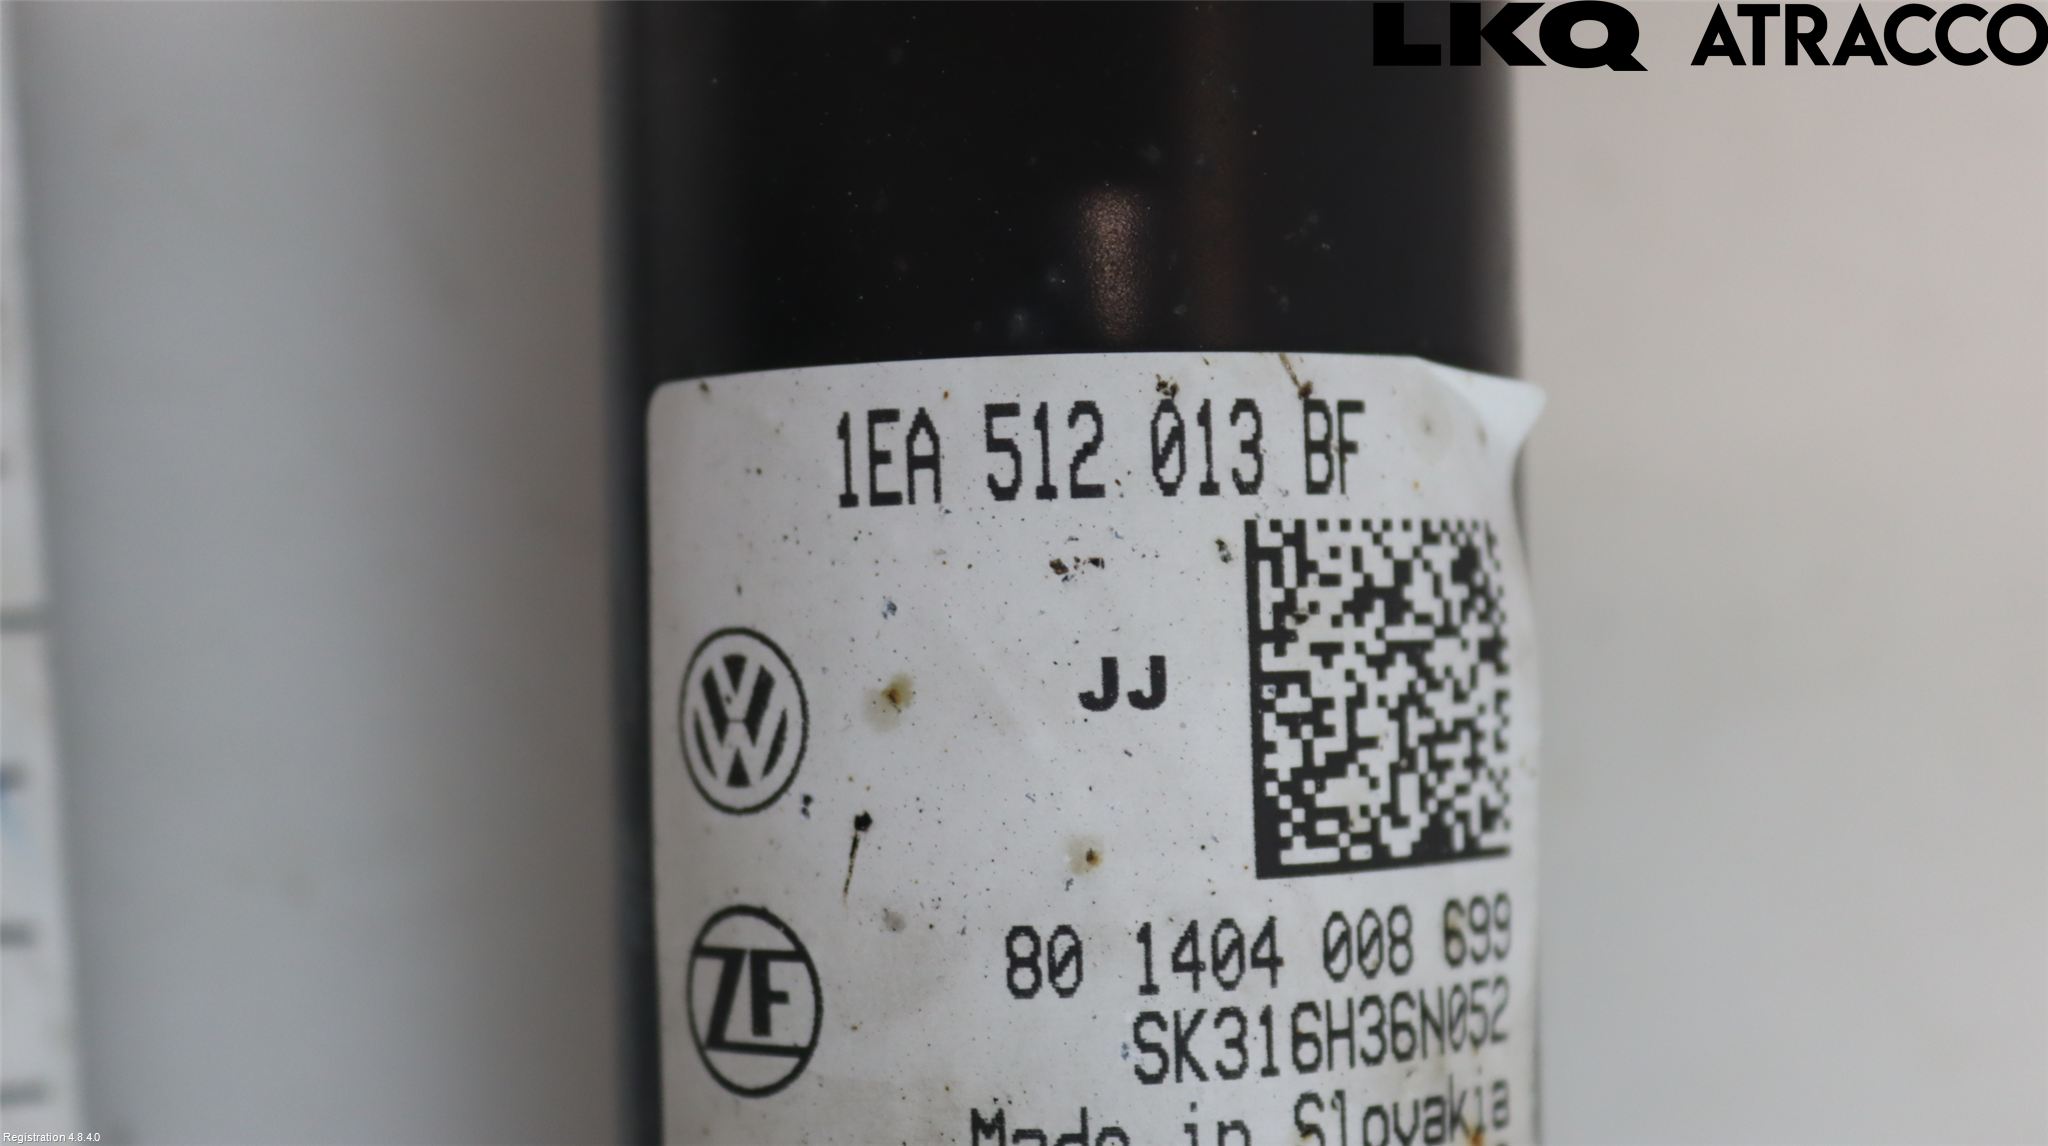 LKQ ATRACCO
1EA 512 013 BF
JJ
80 1404 008 699
ZF
SK316H36N052
Made in Slovakia
Registration 4.8.4.0